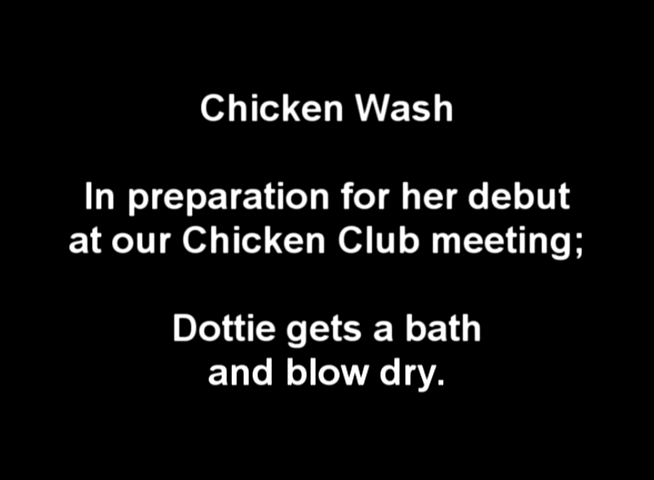 Chicken Wash
In preparation for her debut
at our Chicken Club meeting;
Dottie gets a bath
and blow dry.